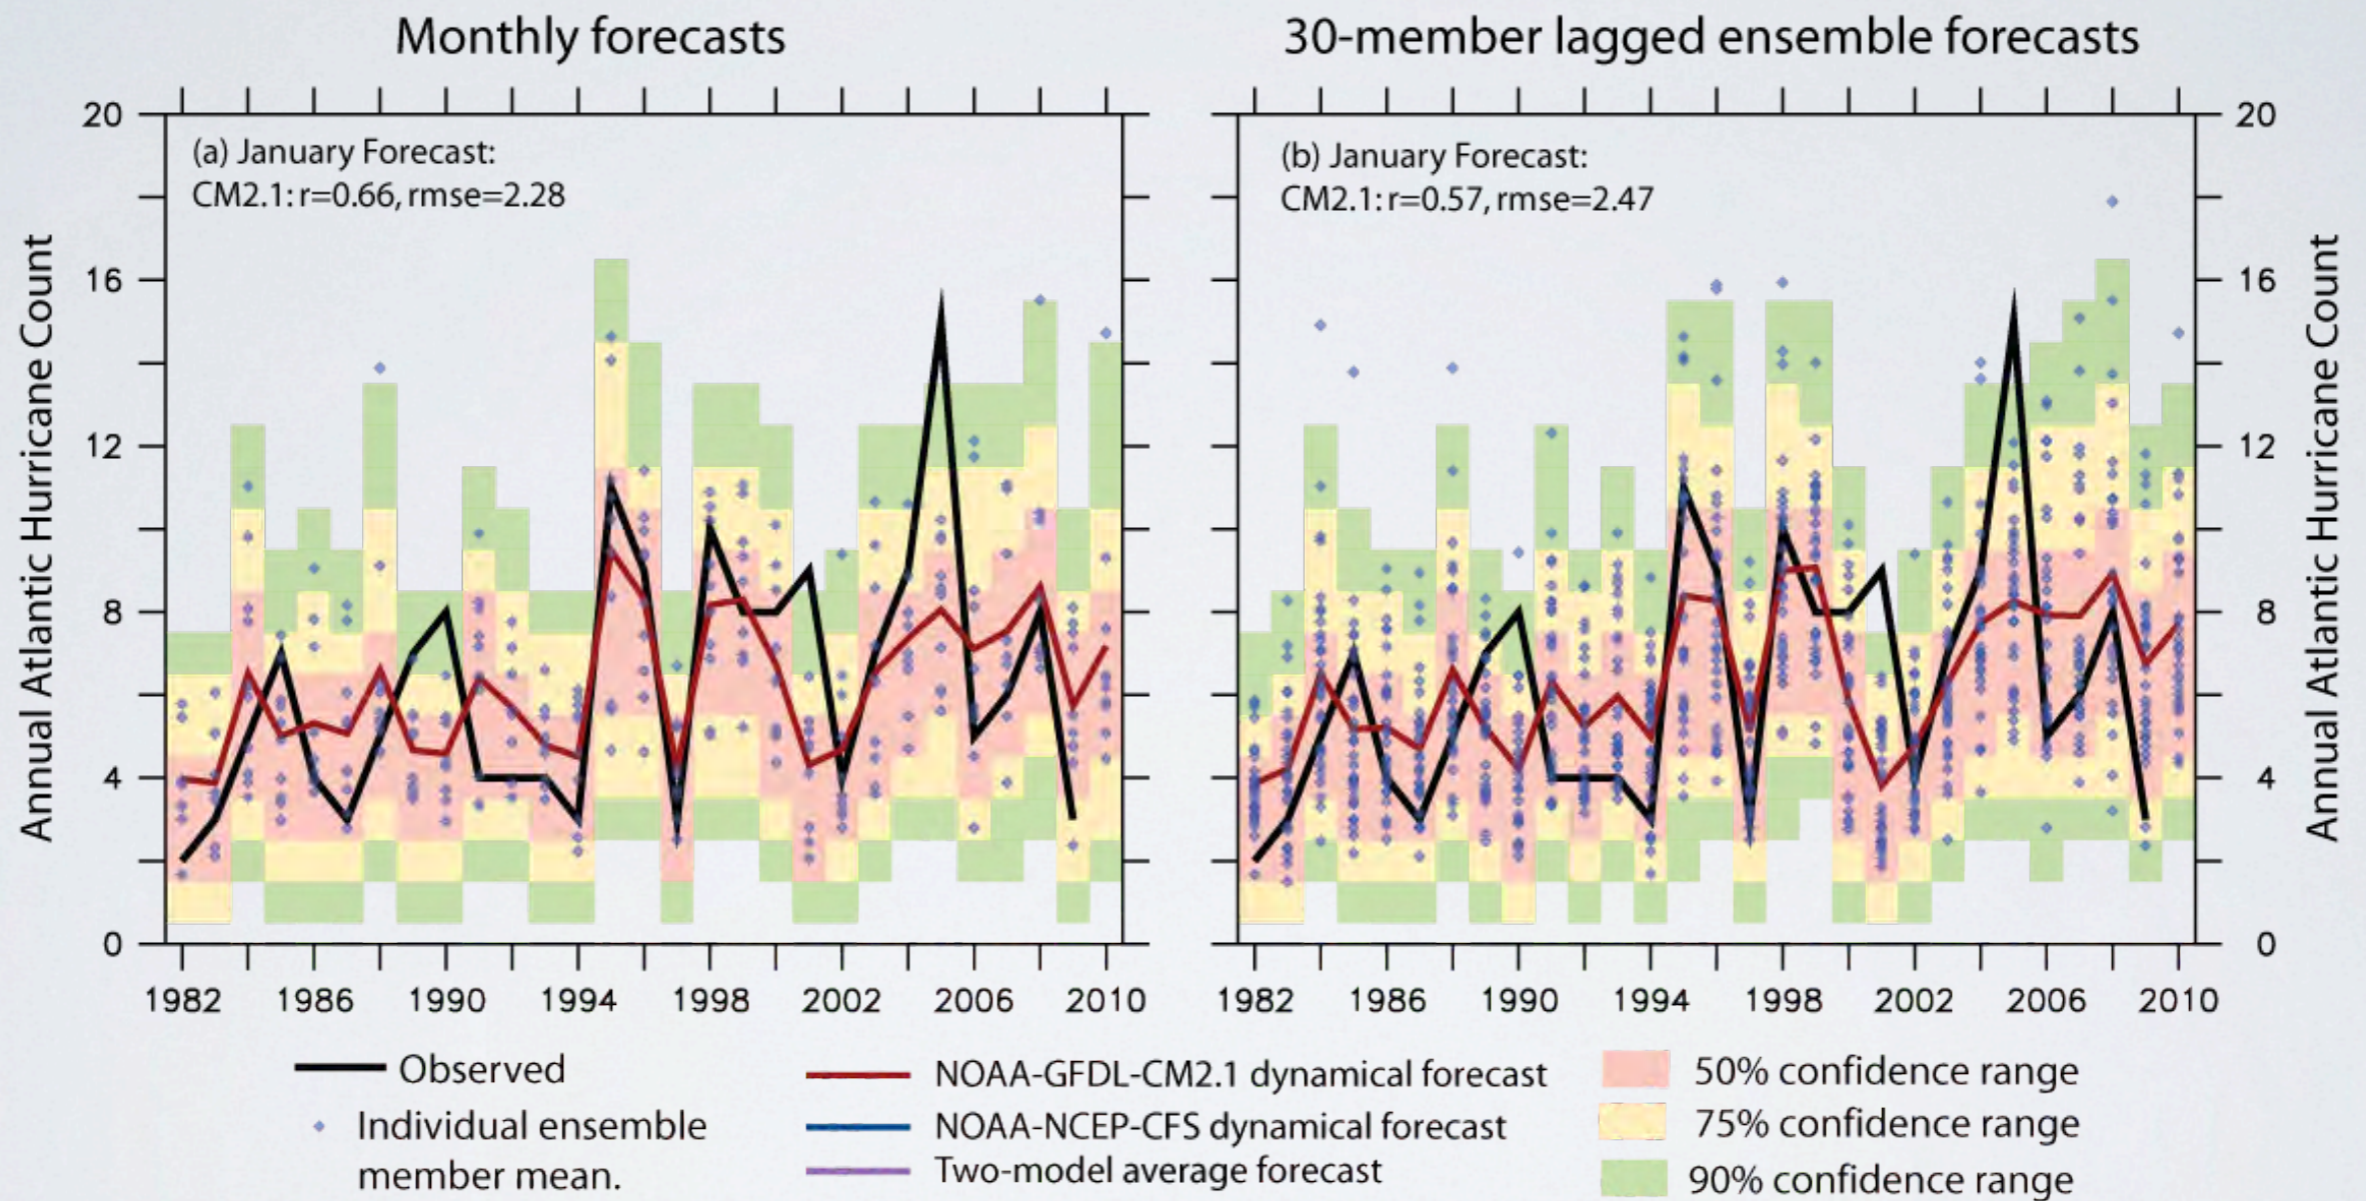 Monthly forecasts
30-member lagged ensemble forecasts
(a) January Forecast:
CM2.1: r=0.66, rmse=2.28
(b) January Forecast:
CM2.1: r=0.57, rmse=2.47
Annual Atlantic Hurricane Count
20
16
12
8
4
0
20
16
12
8
4
0
Annual Atlantic Hurricane Count
1982 1986 1990 1994 1998 2002 2006 2010
1982 1986 1990 1994 1998 2002 2006 2010
Observed
Individual ensemble
member mean.
NOAA-GFDL-CM2.1 dynamical forecast
NOAA-NCEP-CFS dynamical forecast
Two-model average forecast
50% confidence range
75% confidence range
90% confidence range